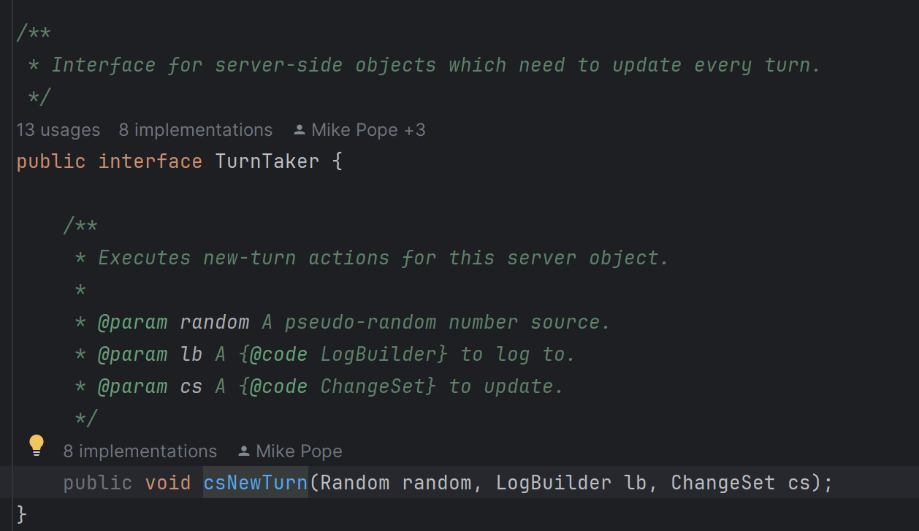 /**
 * Interface for server-side objects which need to update every turn.
 */
13 usages   8 implementations   Mike Pope +3
public interface TurnTaker {
    /**
     * Executes new-turn actions for this server object.
     *
     * @param random A pseudo-random number source.
     * @param lb A {@code LogBuilder} to log to.
     * @param cs A {@code ChangeSet} to update.
     */
    8 implementations   Mike Pope
    public void csNewTurn(Random random, LogBuilder lb, ChangeSet cs);
}